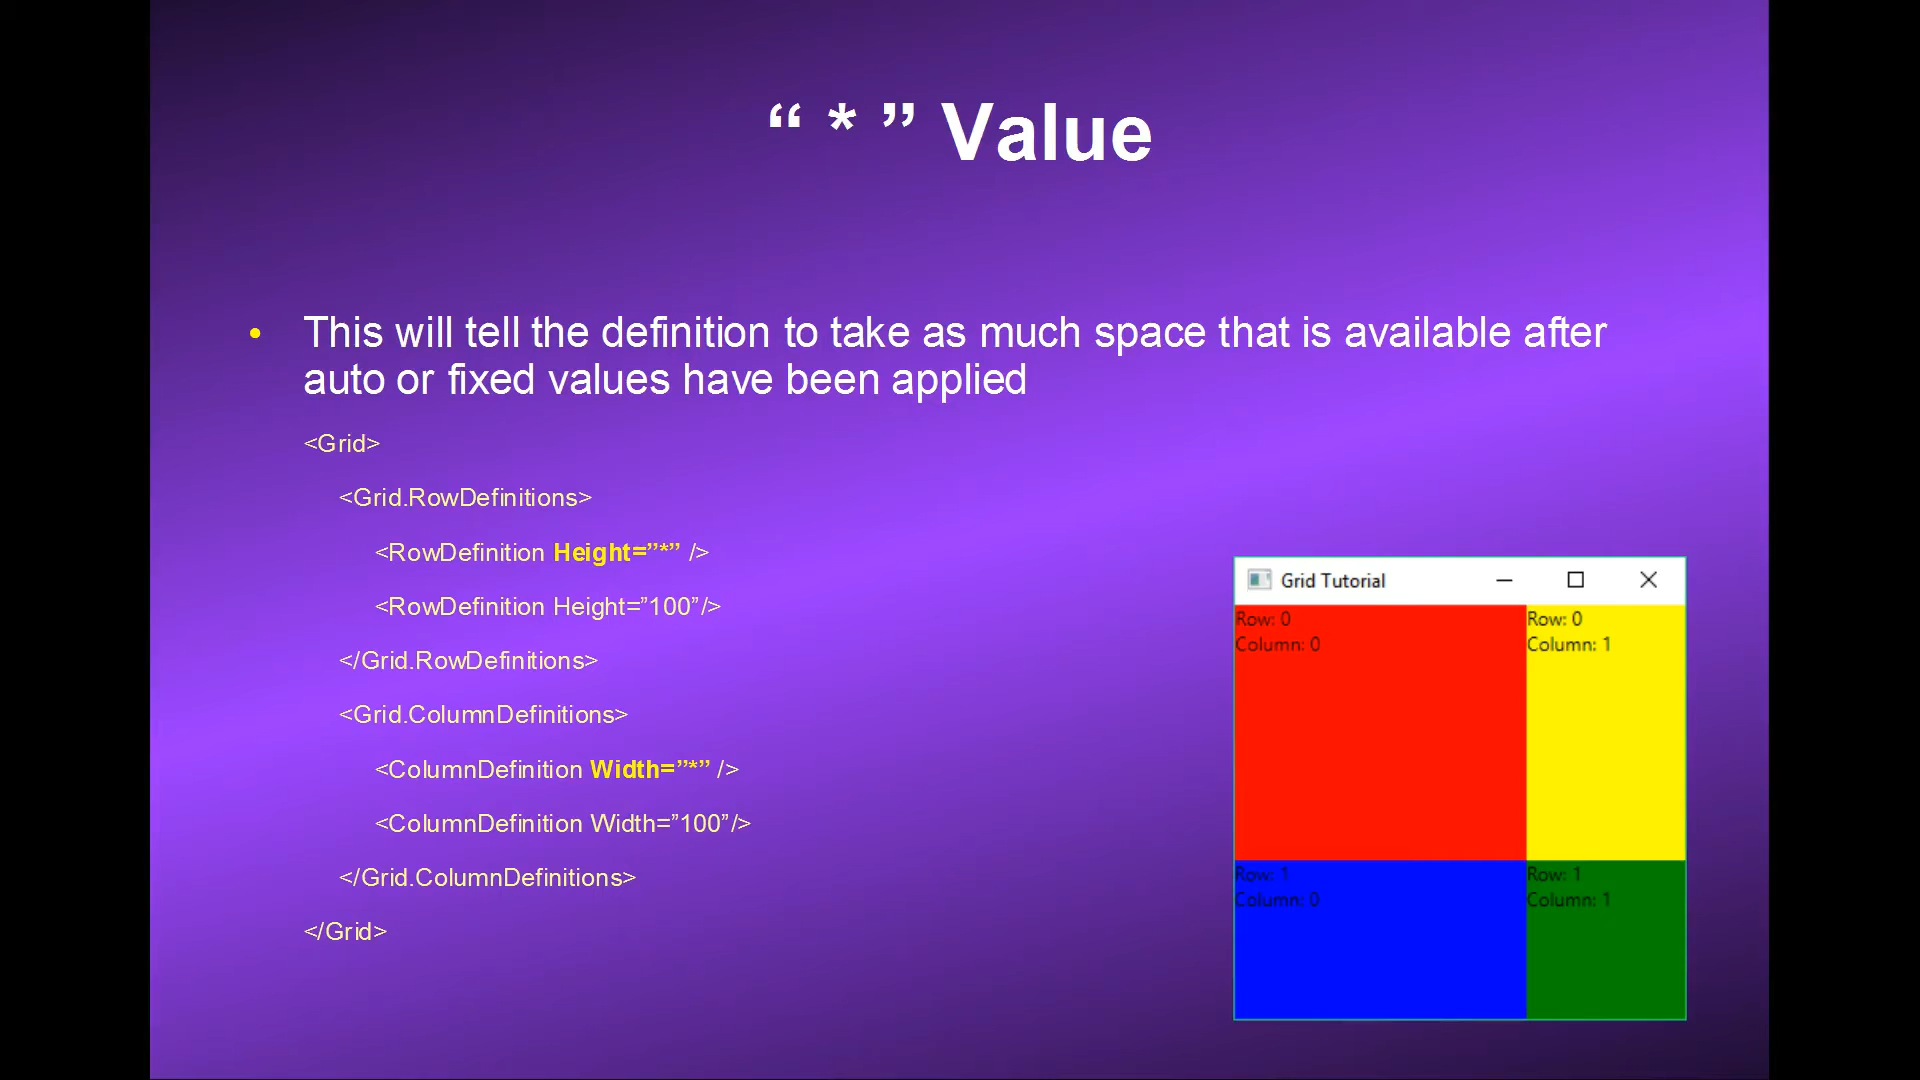 “ * ” Value
• This will tell the definition to take as much space that is available after
auto or fixed values have been applied
<Grid>
<Grid.RowDefinitions>
<RowDefinition Height=”*” />
<RowDefinition Height=”100”/>
</Grid.RowDefinitions>
<Grid.ColumnDefinitions>
<ColumnDefinition Width=”*” />
<ColumnDefinition Width=”100”/>
</Grid.ColumnDefinitions>
</Grid>
Grid Tutorial
Row: 0
Column: 0
Row: 0
Column: 1
Row: 1
Column: 0
Row: 1
Column: 1